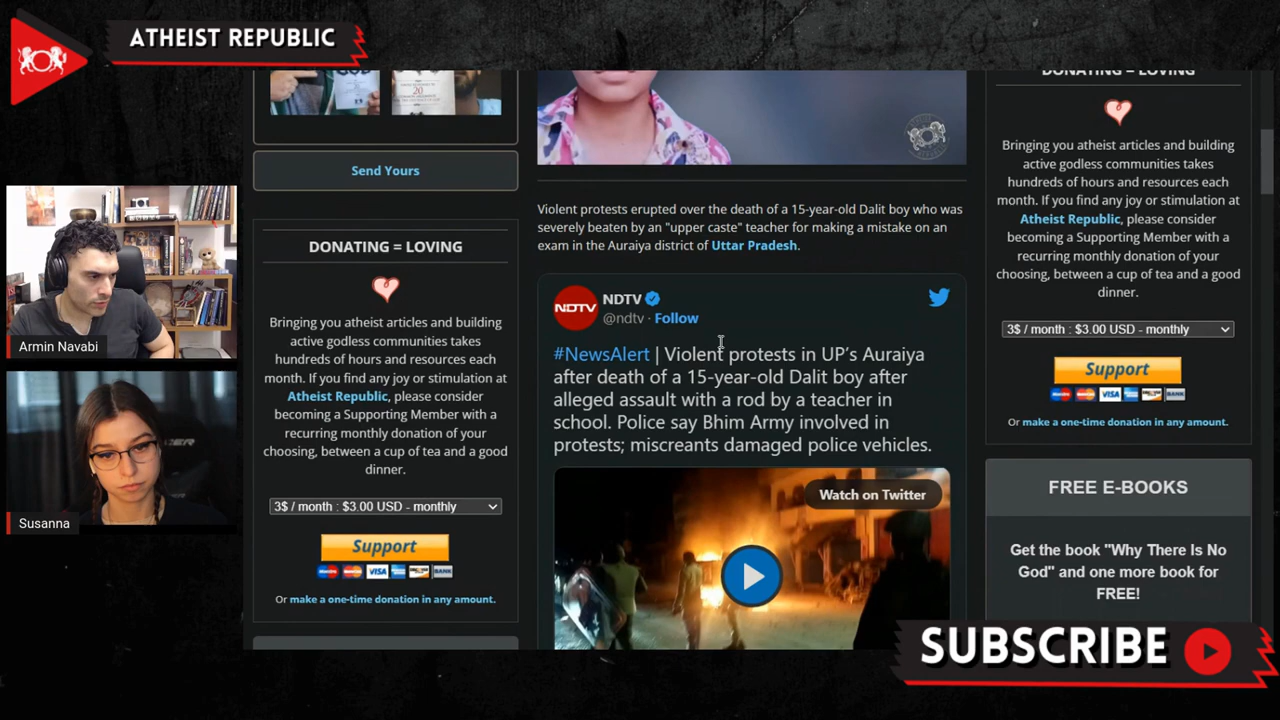 ATHEIST REPUBLIC
Armin Navabi
Susanna
20
Send Yours
DONATING = LOVING
Bringing you atheist articles and building
active godless communities takes
hundreds of hours and resources each
month. If you find any joy or stimulation at
Atheist Republic, please consider
becoming a Supporting Member with a
recurring monthly donation of your
choosing, between a cup of tea and a good
dinner.
3$ / month : $3.00 USD - monthly
Support
VISA
BANK
Or make a one-time donation in any amount.
Violent protests erupted over the death of a 15-year-old Dalit boy who was
severely beaten by an "upper caste" teacher for making a mistake on an
exam in the Auraiya district of Uttar Pradesh.
NDTV
NDTV
@ndtv · Follow
#NewsAlert | Violent protests in UP's Auraiya
after death of a 15-year-old Dalit boy after
alleged assault with a rod by a teacher in
school. Police say Bhim Army involved in
protests; miscreants damaged police vehicles.
Watch on Twitter
DONATING = LOVING
Bringing you atheist articles and building
active godless communities takes
hundreds of hours and resources each
month. If you find any joy or stimulation at
Atheist Republic, please consider
becoming a Supporting Member with a
recurring monthly donation of your
choosing, between a cup of tea and a good
dinner.
3$ / month : $3.00 USD - monthly
Support
VISA
BANK
Or make a one-time donation in any amount.
FREE E-BOOKS
Get the book "Why There Is No
God" and one more book for
FREE!
SUBSCRIBE